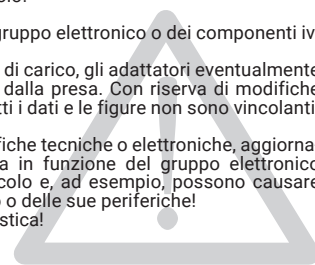 gruppo elettronico o dei componenti iv
di carico, gli adattatori eventualmente
dalla presa. Con riserva di modifiche
tti i dati e le figure non sono vincolanti
fiche tecniche o elettroniche, aggiorna
a in funzione del gruppo elettronico
colo e, ad esempio, possono causare
o o delle sue periferiche!
stica!